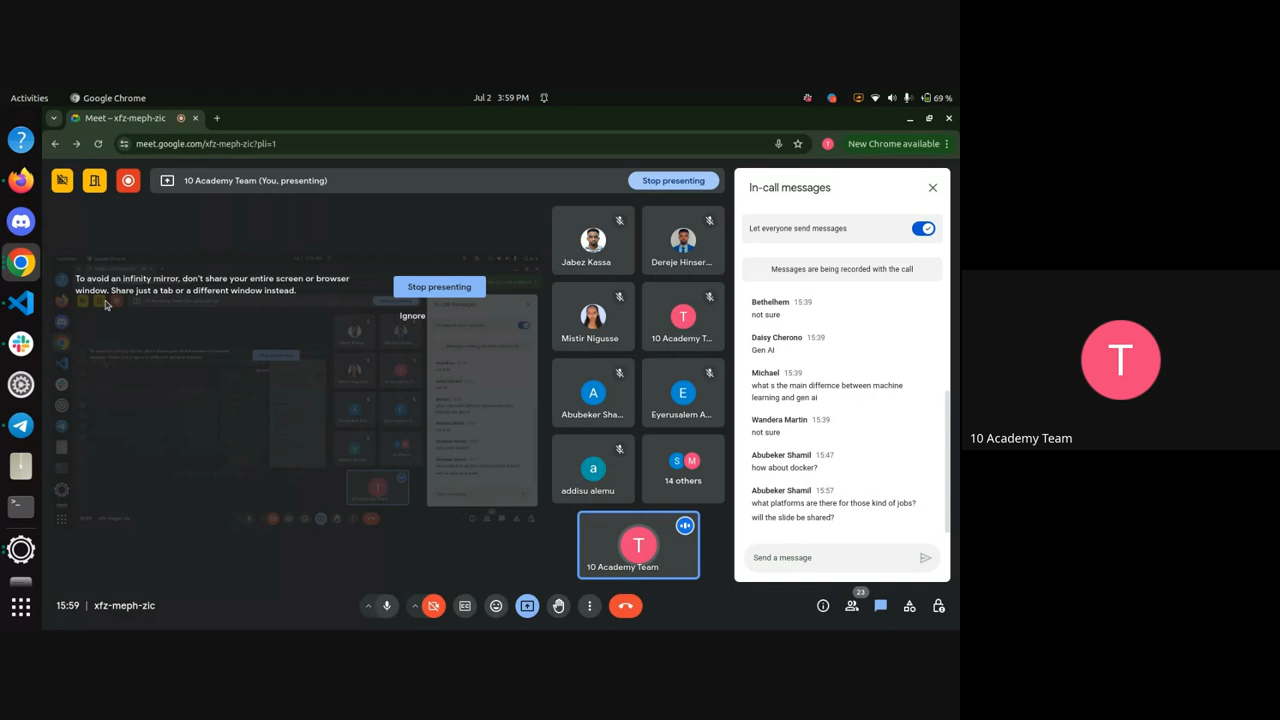 Activities
Google Chrome
Jul 2 3:59 PM
69 %
Meet – xfz-meph-zic
meet.google.com/xfz-meph-zic?pli=1
New Chrome available
10 Academy Team (You, presenting)
Stop presenting
To avoid an infinity mirror, don't share your entire screen or browser
window. Share just a tab or a different window instead.
Stop presenting
Ignore
Jabez Kassa
Dereje Hinser...
Mistir Nigusse
T
10 Academy T...
A
Abubeker Sha...
E
Eyerusalem A...
a
addisu alemu
S M
14 others
T
10 Academy Team
In-call messages
Let everyone send messages
Messages are being recorded with the call
Bethelhem 15:39
not sure
Daisy Cherono 15:39
Gen AI
Michael 15:39
what s the main differnce between machine
learning and gen ai
Wandera Martin 15:39
not sure
Abubeker Shamil 15:47
how about docker?
Abubeker Shamil 15:57
what platforms are there for those kind of jobs?
will the slide be shared?
Send a message
15:59 | xfz-meph-zic
23
T
10 Academy Team